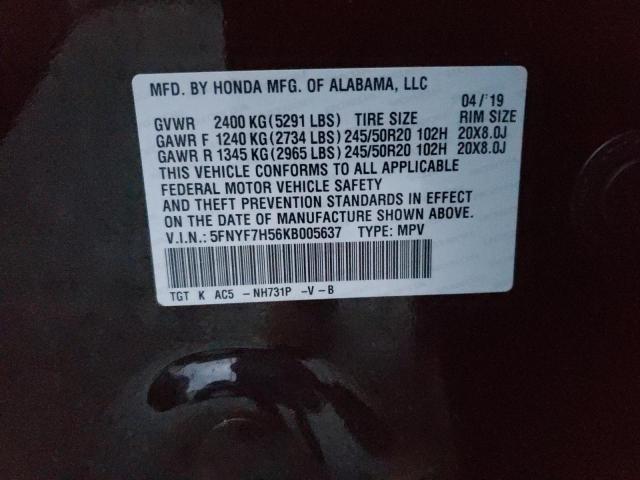 MFD. BY HONDA MFG. OF ALABAMA, LLC
04/'19
GVWR 2400 KG(5291 LBS) TIRE SIZE RIM SIZE
GAWR F 1240 KG(2734 LBS) 245/50R20 102H 20X8.0J
GAWR R 1345 KG(2965 LBS) 245/50R20 102H 20X8.0J
THIS VEHICLE CONFORMS TO ALL APPLICABLE
FEDERAL MOTOR VEHICLE SAFETY
AND THEFT PREVENTION STANDARDS IN EFFECT
ON THE DATE OF MANUFACTURE SHOWN ABOVE.
V.I.N.: 5FNYF7H56KB005637 TYPE: MPV
TGT K AC5 -NH731P -V-B